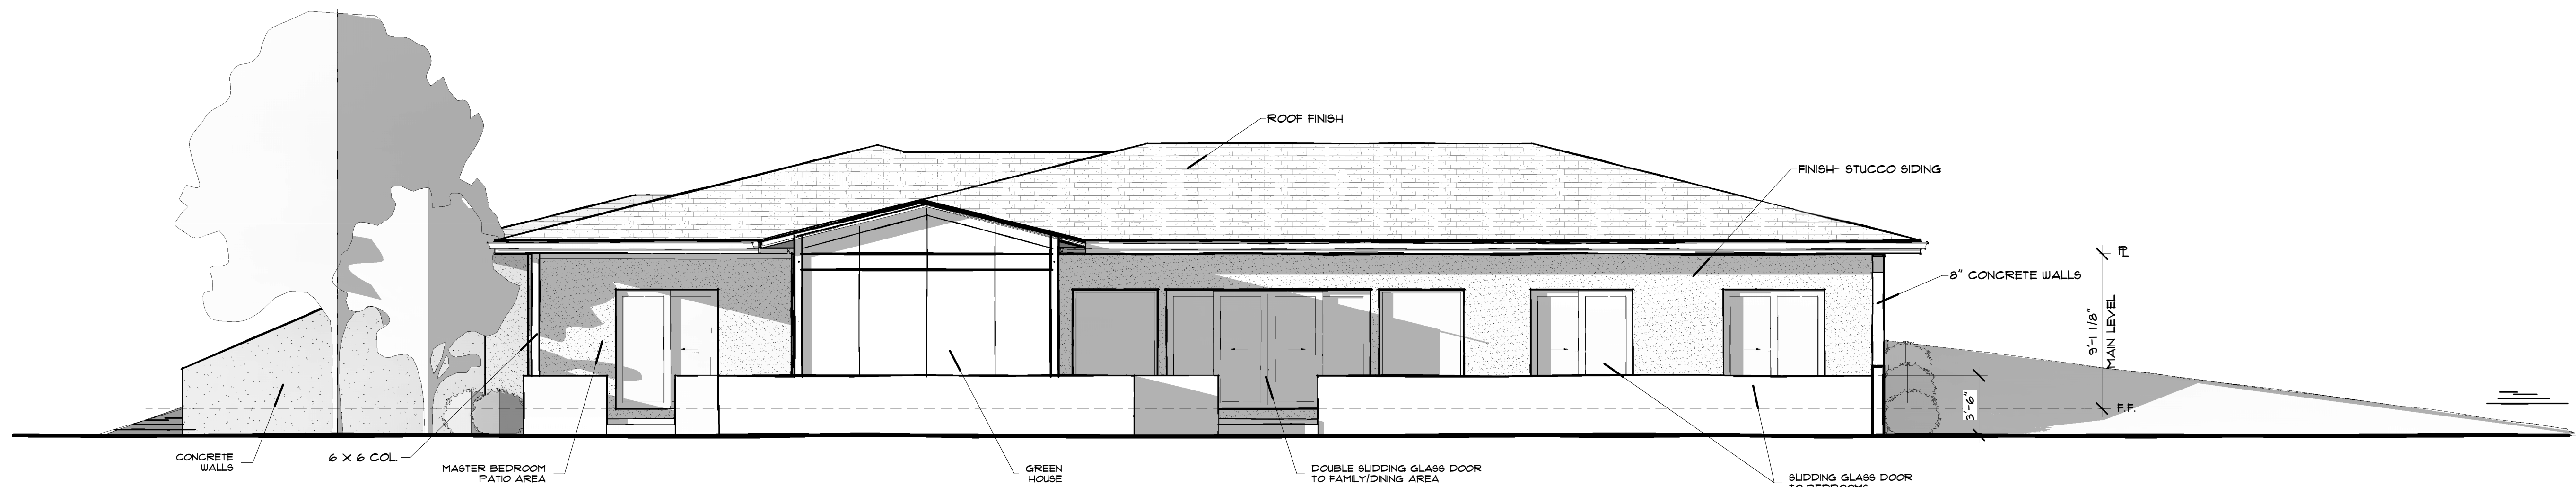 ROOF FINISH
FINISH- STUCCO SIDING
PL
8" CONCRETE WALLS
9'-1 1/8"
MAIN LEVEL
3'-6"
F.F.
CONCRETE
WALLS
6 X 6 COL.
MASTER BEDROOM
PATIO AREA
GREEN
HOUSE
DOUBLE SLIDDING GLASS DOOR
TO FAMILY/DINING AREA
SLIDDING GLASS DOOR
TO BEDROOMS